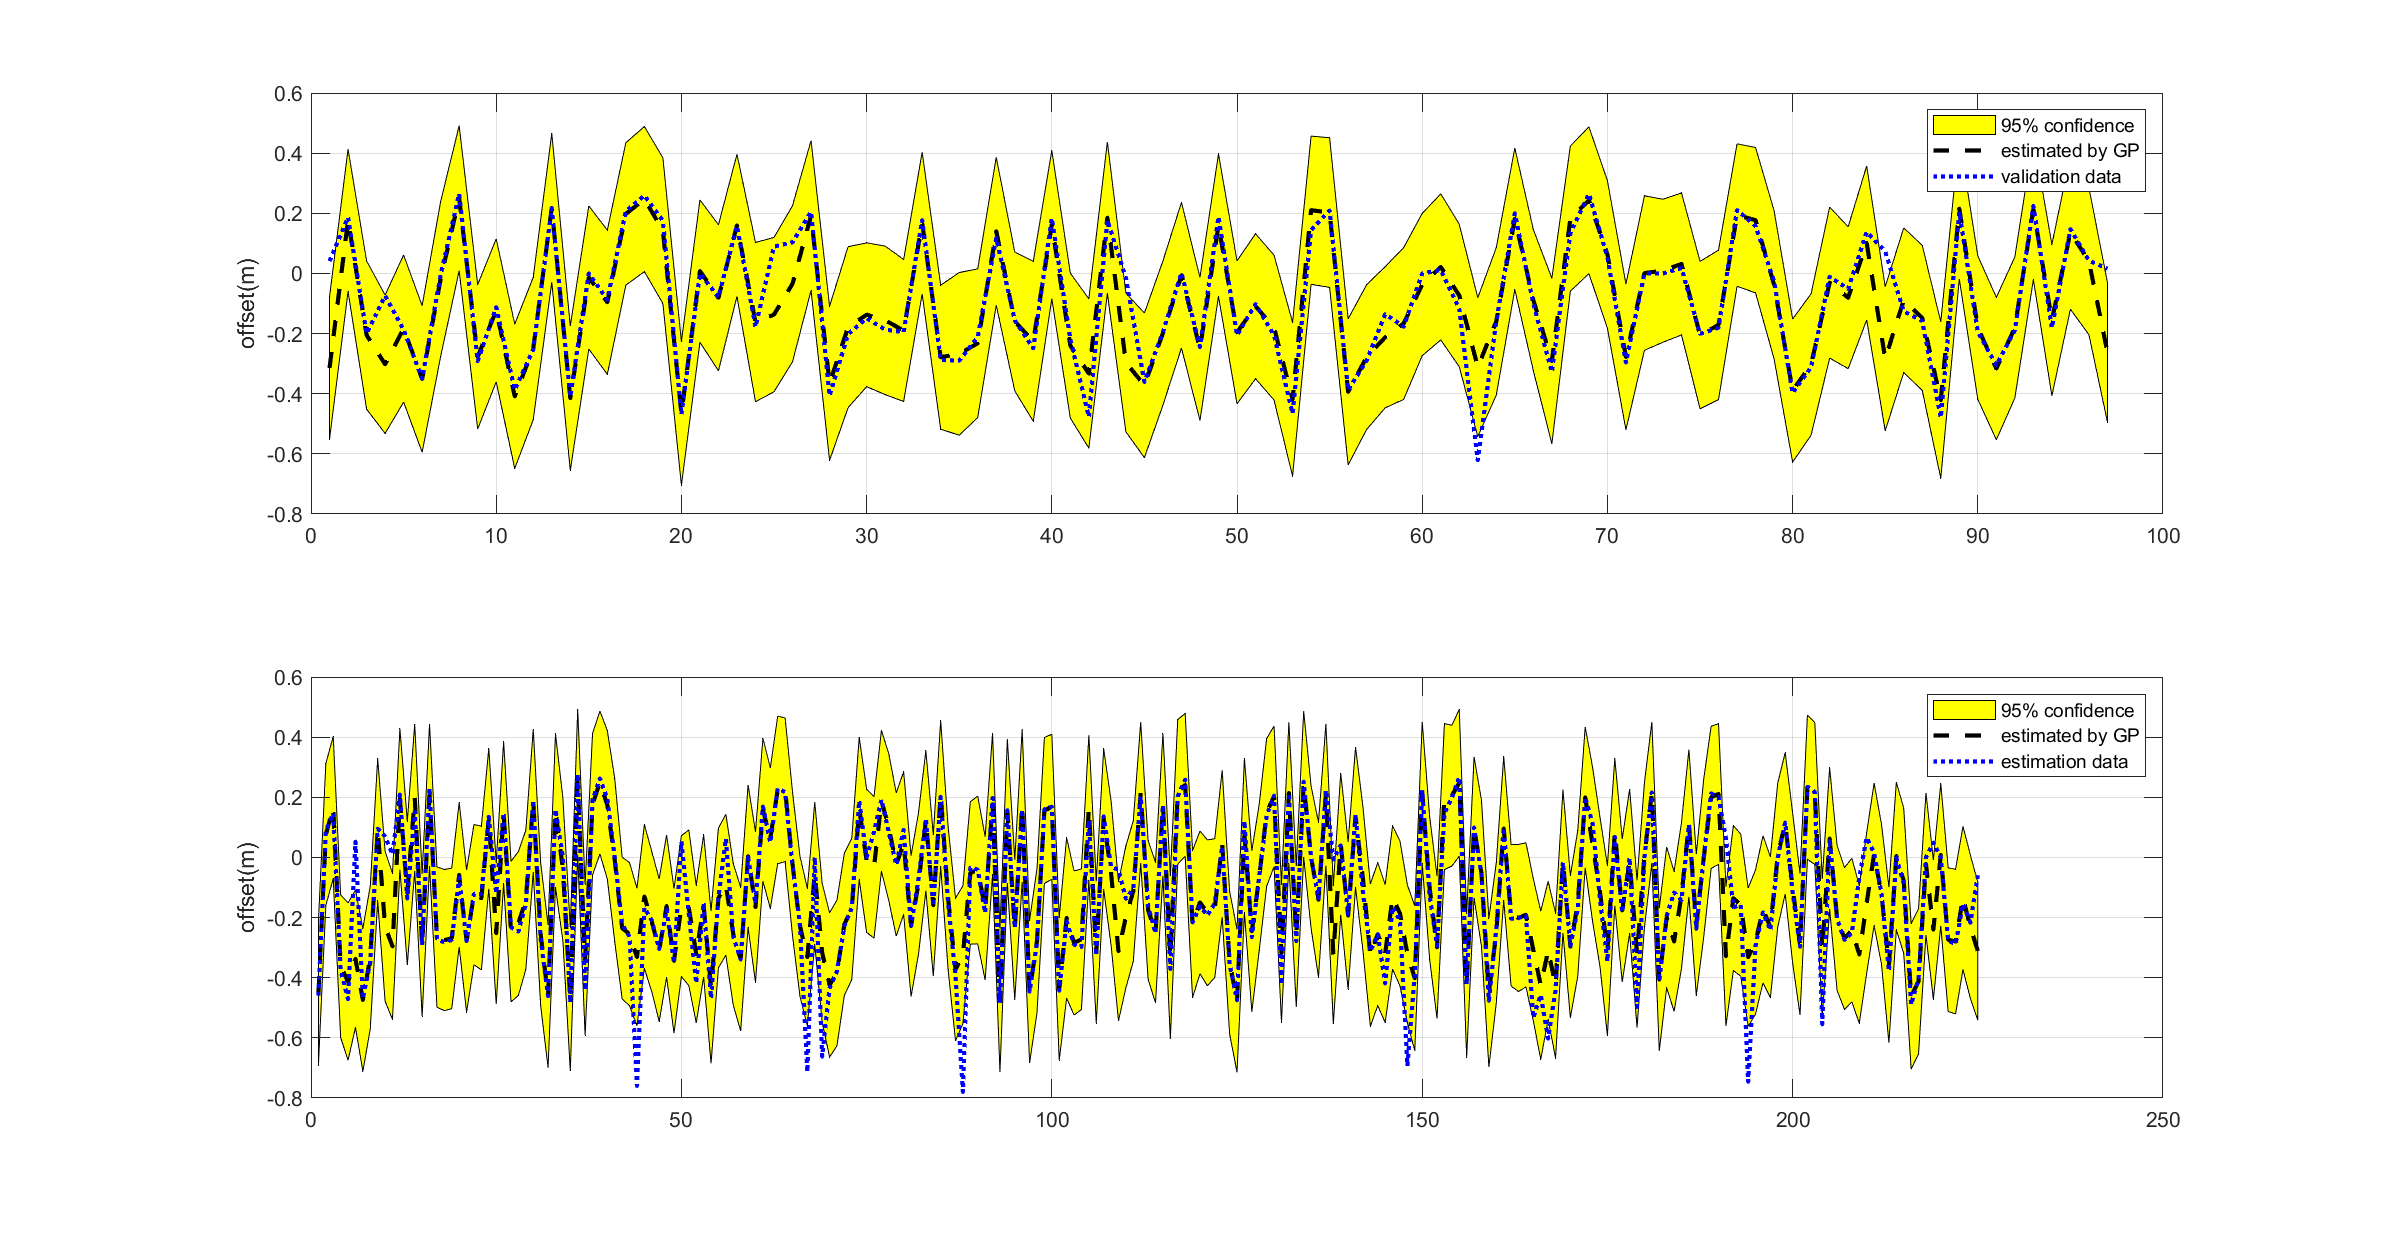 0.6
0.4
0.2
0
-0.2
-0.4
-0.6
-0.8
offset(m)
0 10 20 30 40 50 60 70 80 90 100
95% confidence
estimated by GP
validation data
0.6
0.4
0.2
0
-0.2
-0.4
-0.6
-0.8
offset(m)
0 50 100 150 200 250
95% confidence
estimated by GP
estimation data